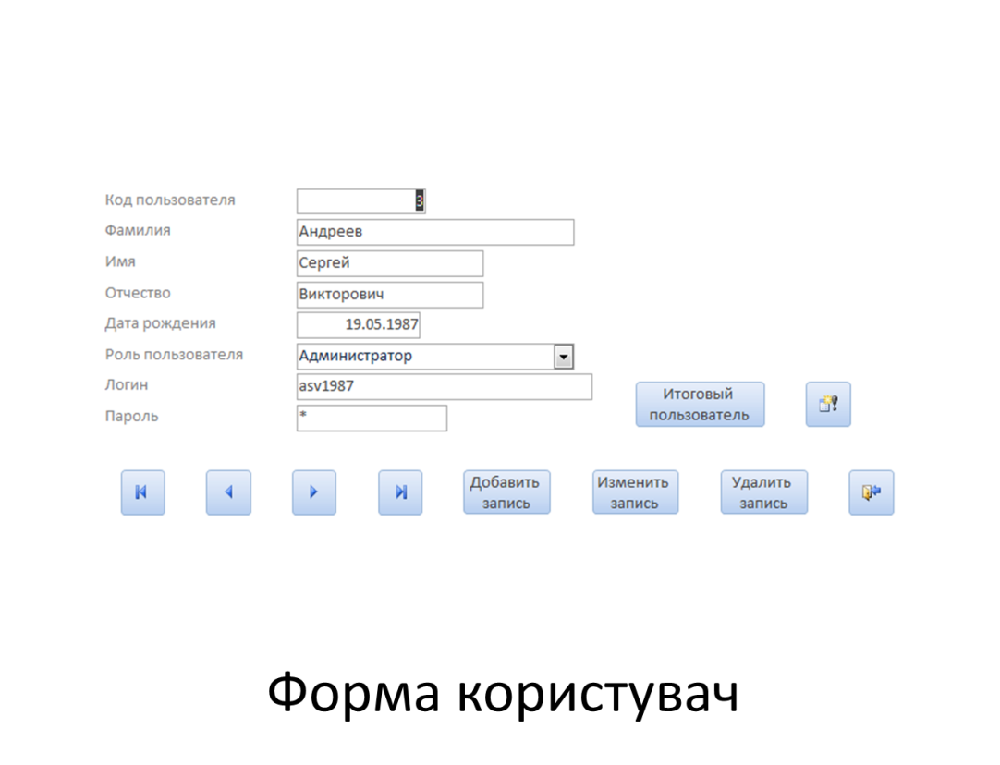 Код пользователя 3
Фамилия Андреев
Имя Сергей
Отчество Викторович
Дата рождения 19.05.1987
Роль пользователя Администратор
Логин asv1987
Пароль *
Итоговый
пользователь
Добавить
запись
Изменить
запись
Удалить
запись
Форма користувач